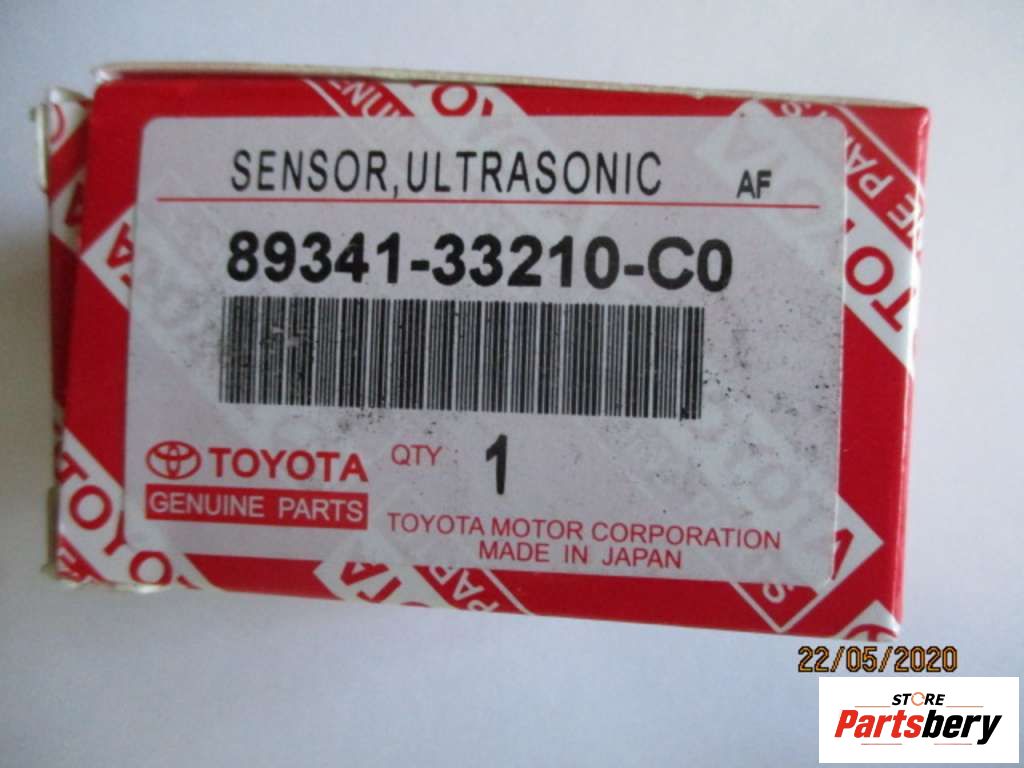 SENSOR,ULTRASONIC AF
89341-33210-C0
TOYOTA QTY : 1
GENUINE PARTS
TOYOTA MOTOR CORPORATION
MADE IN JAPAN
22/05/2020
STORE
Partsbery